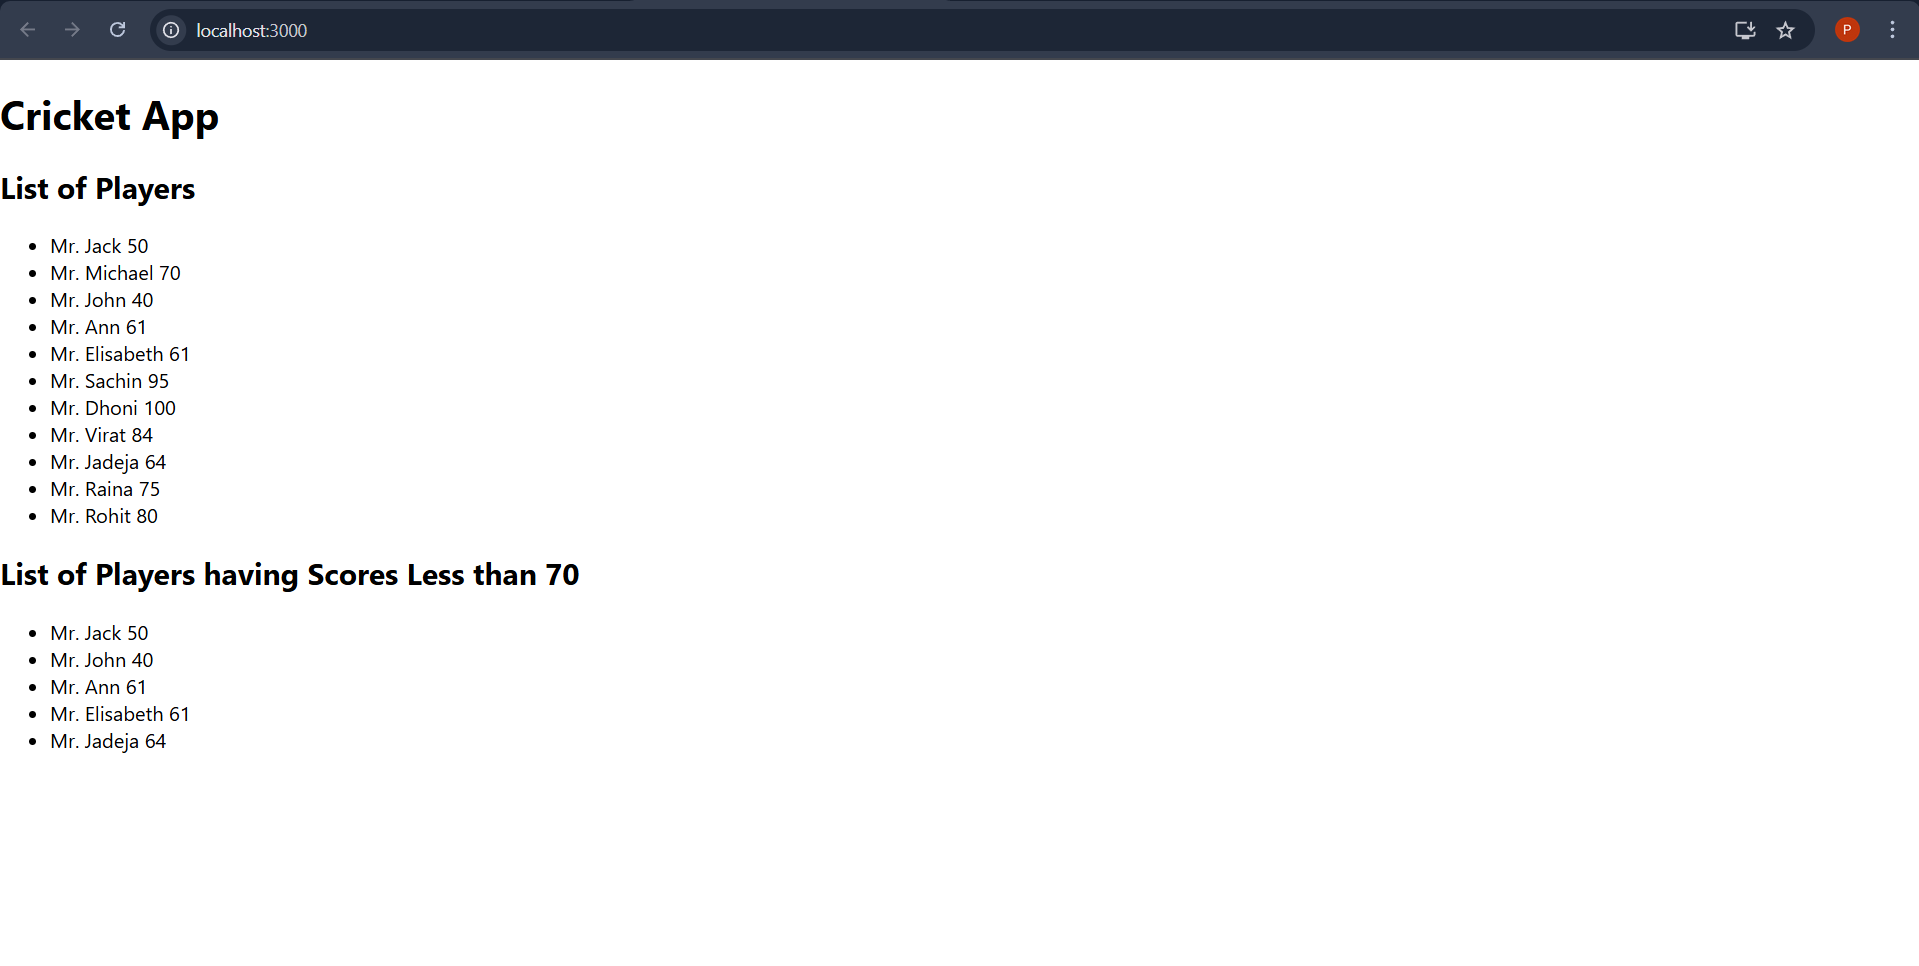 localhost:3000
P
Cricket App
List of Players
Mr. Jack 50
Mr. Michael 70
Mr. John 40
Mr. Ann 61
Mr. Elisabeth 61
Mr. Sachin 95
Mr. Dhoni 100
Mr. Virat 84
Mr. Jadeja 64
Mr. Raina 75
Mr. Rohit 80
List of Players having Scores Less than 70
Mr. Jack 50
Mr. John 40
Mr. Ann 61
Mr. Elisabeth 61
Mr. Jadeja 64